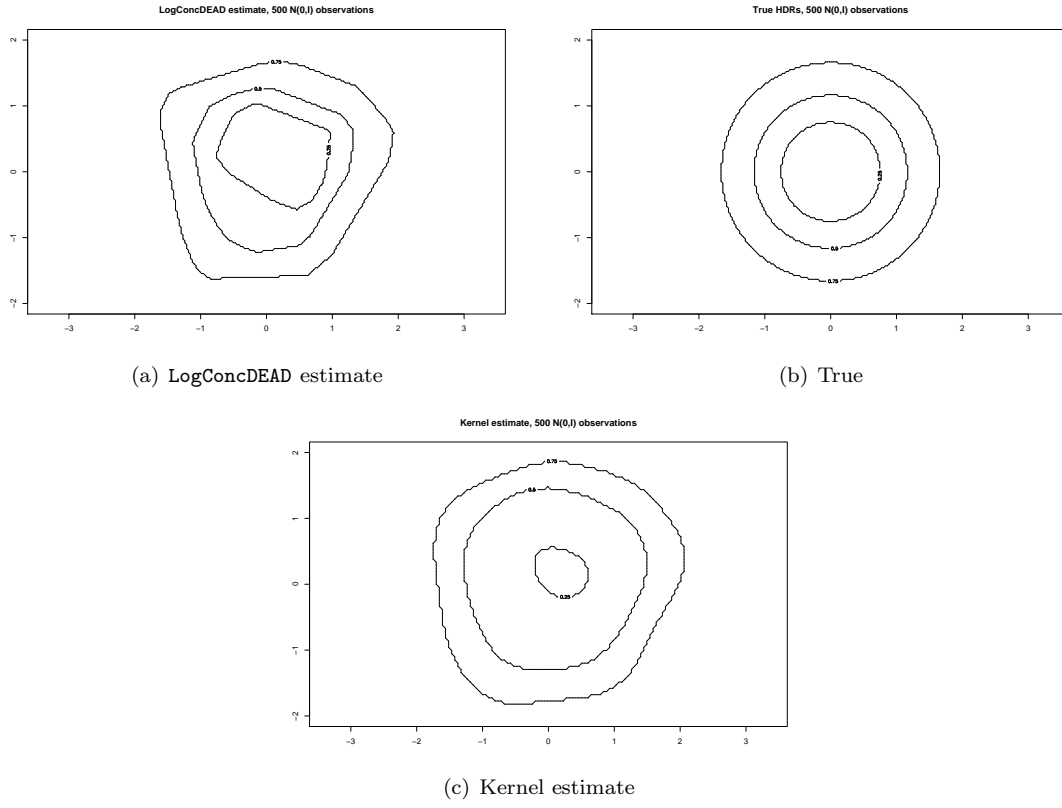 LogConcDEAD estimate, 500 N(0,I) observations
2
1
0
−1
−2
0.75
0.5
0.25
−3 −2 −1 0 1 2 3
(a) LogConcDEAD estimate
True HDRs, 500 N(0,I) observations
2
1
0
−1
−2
0.25
0.5
0.75
−3 −2 −1 0 1 2 3
(b) True
Kernel estimate, 500 N(0,I) observations
2
1
0
−1
−2
0.75
0.5
0.25
−3 −2 −1 0 1 2 3
(c) Kernel estimate